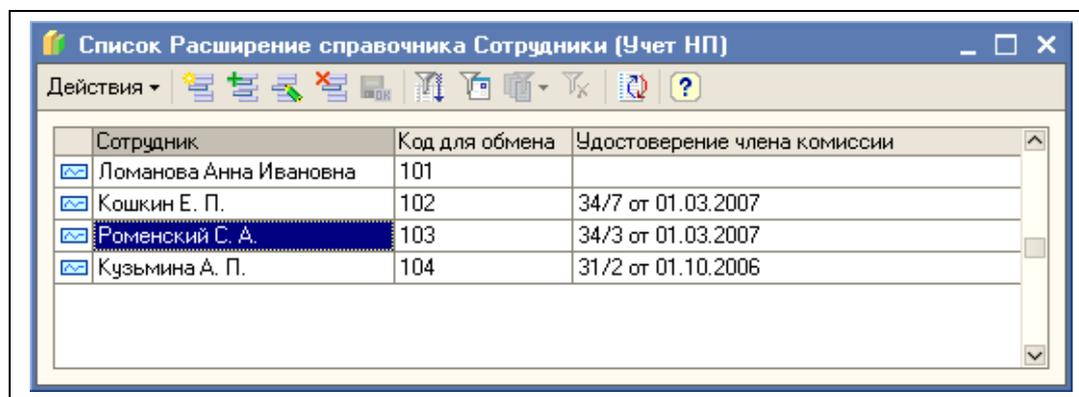 Список Расширение справочника Сотрудники (Учет НП)
Действия
Сотрудник Код для обмена Удостоверение члена комиссии
Ломанова Анна Ивановна 101
Кошкин Е. П. 102 34/7 от 01.03.2007
Роменский С. А. 103 34/3 от 01.03.2007
Кузьмина А. П. 104 31/2 от 01.10.2006